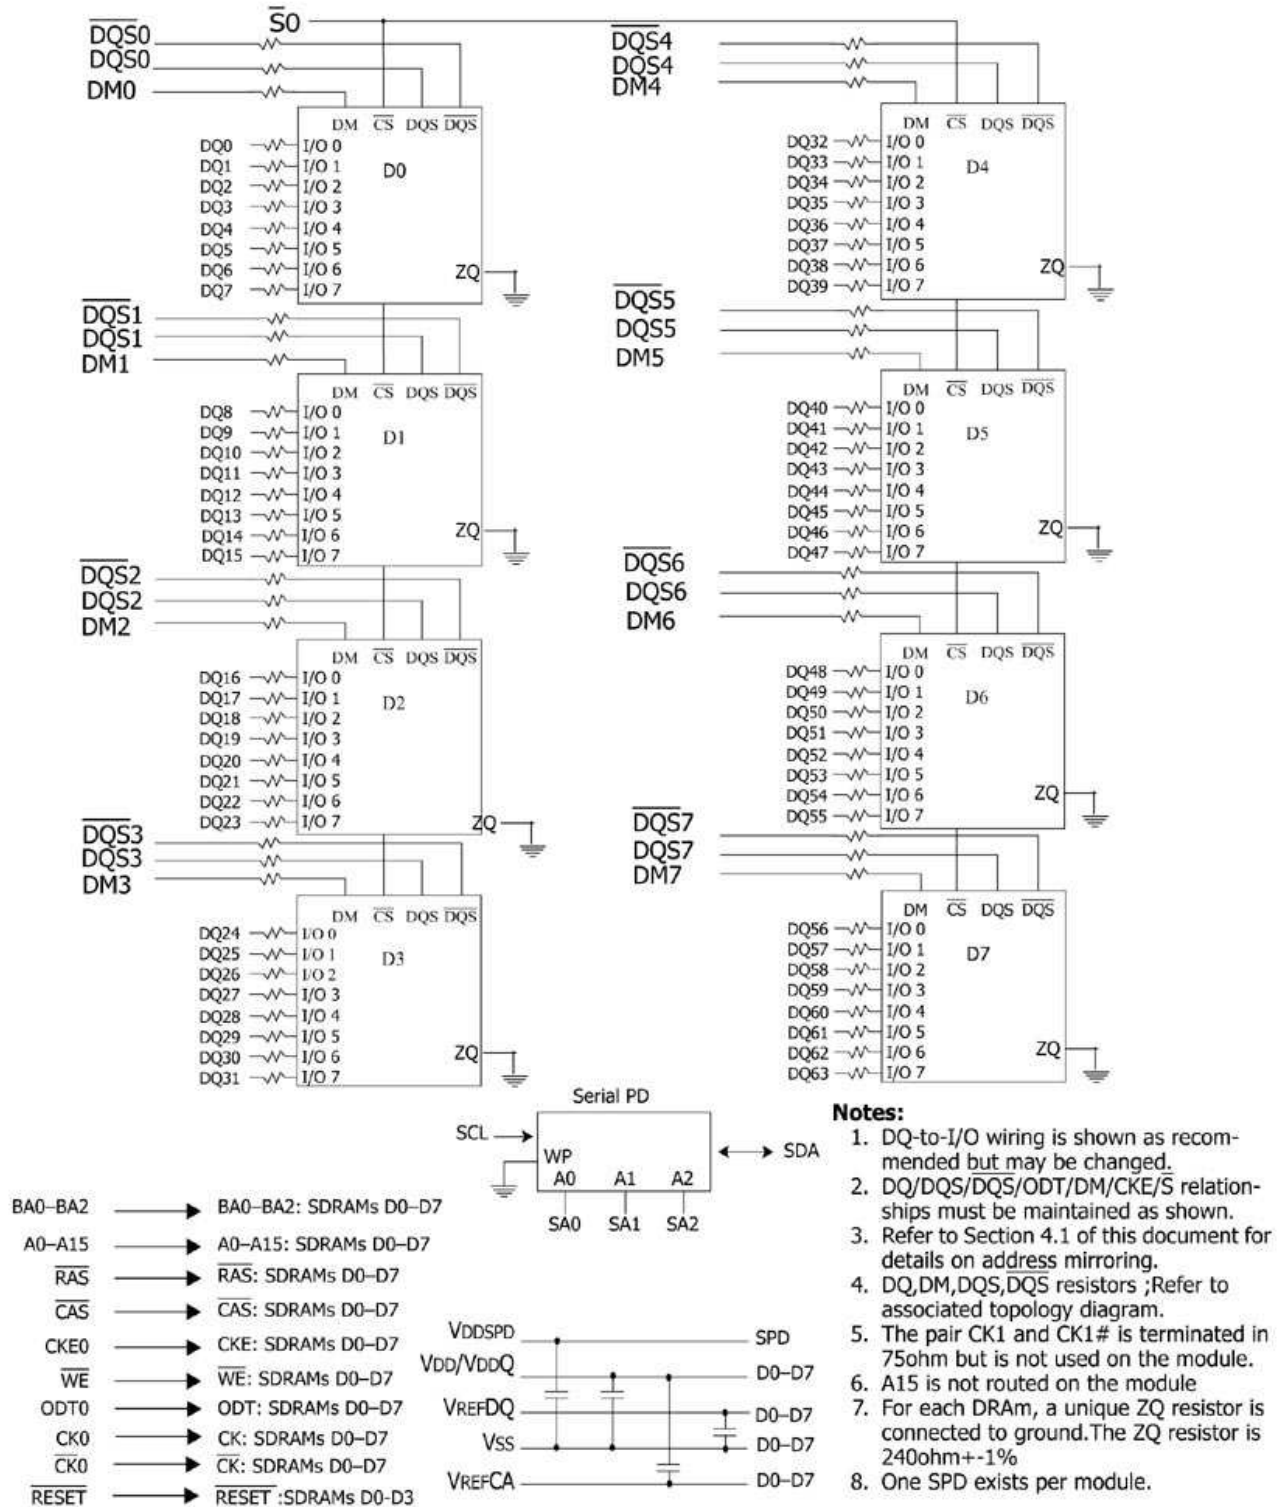 S0
DQS0
DQS0
DM0
DM CS DQS DQS
D0
DQ0 I/O 0
DQ1 I/O 1
DQ2 I/O 2
DQ3 I/O 3
DQ4 I/O 4
DQ5 I/O 5
DQ6 I/O 6
DQ7 I/O 7
ZQ
DQS1
DQS1
DM1
DM CS DQS DQS
D1
DQ8 I/O 0
DQ9 I/O 1
DQ10 I/O 2
DQ11 I/O 3
DQ12 I/O 4
DQ13 I/O 5
DQ14 I/O 6
DQ15 I/O 7
ZQ
DQS2
DQS2
DM2
DM CS DQS DQS
D2
DQ16 I/O 0
DQ17 I/O 1
DQ18 I/O 2
DQ19 I/O 3
DQ20 I/O 4
DQ21 I/O 5
DQ22 I/O 6
DQ23 I/O 7
ZQ
DQS3
DQS3
DM3
DM CS DQS DQS
D3
DQ24 I/O 0
DQ25 I/O 1
DQ26 I/O 2
DQ27 I/O 3
DQ28 I/O 4
DQ29 I/O 5
DQ30 I/O 6
DQ31 I/O 7
ZQ
DQS4
DQS4
DM4
DM CS DQS DQS
D4
DQ32 I/O 0
DQ33 I/O 1
DQ34 I/O 2
DQ35 I/O 3
DQ36 I/O 4
DQ37 I/O 5
DQ38 I/O 6
DQ39 I/O 7
ZQ
DQS5
DQS5
DM5
DM CS DQS DQS
D5
DQ40 I/O 0
DQ41 I/O 1
DQ42 I/O 2
DQ43 I/O 3
DQ44 I/O 4
DQ45 I/O 5
DQ46 I/O 6
DQ47 I/O 7
ZQ
DQS6
DQS6
DM6
DM CS DQS DQS
D6
DQ48 I/O 0
DQ49 I/O 1
DQ50 I/O 2
DQ51 I/O 3
DQ52 I/O 4
DQ53 I/O 5
DQ54 I/O 6
DQ55 I/O 7
ZQ
DQS7
DQS7
DM7
DM CS DQS DQS
D7
DQ56 I/O 0
DQ57 I/O 1
DQ58 I/O 2
DQ59 I/O 3
DQ60 I/O 4
DQ61 I/O 5
DQ62 I/O 6
DQ63 I/O 7
ZQ
Serial PD
SCL
SDA
WP
A0 A1 A2
SA0 SA1 SA2
BA0–BA2 BA0–BA2: SDRAMs D0–D7
A0–A15 A0–A15: SDRAMs D0–D7
RAS RAS: SDRAMs D0–D7
CAS CAS: SDRAMs D0–D7
CKE0 CKE: SDRAMs D0–D7
WE WE: SDRAMs D0–D7
ODT0 ODT: SDRAMs D0–D7
CK0 CK: SDRAMs D0–D7
CK0 CK: SDRAMs D0–D7
RESET RESET :SDRAMs D0-D3
VDDSPD SPD
VDD/VDDQ D0–D7
VREFDQ D0–D7
VSS D0–D7
VREFCA D0–D7
Notes:
1. DQ-to-I/O wiring is shown as recom-
mended but may be changed.
2. DQ/DQS/DQS/ODT/DM/CKE/S relation-
ships must be maintained as shown.
3. Refer to Section 4.1 of this document for
details on address mirroring.
4. DQ,DM,DQS,DQS resistors ;Refer to
associated topology diagram.
5. The pair CK1 and CK1# is terminated in
75ohm but is not used on the module.
6. A15 is not routed on the module
7. For each DRAm, a unique ZQ resistor is
connected to ground.The ZQ resistor is
240ohm+-1%
8. One SPD exists per module.